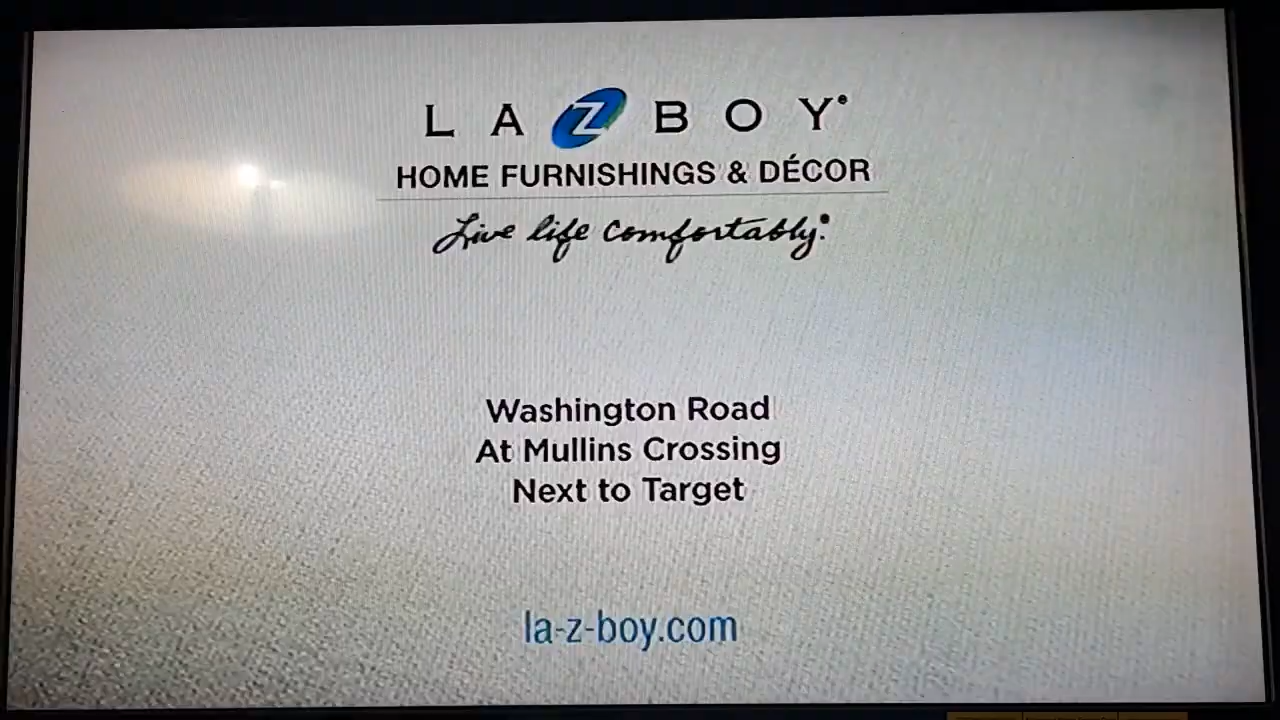 LA Z BOY®
HOME FURNISHINGS & DÉCOR
Live life comfortably.®
Washington Road
At Mullins Crossing
Next to Target
la-z-boy.com